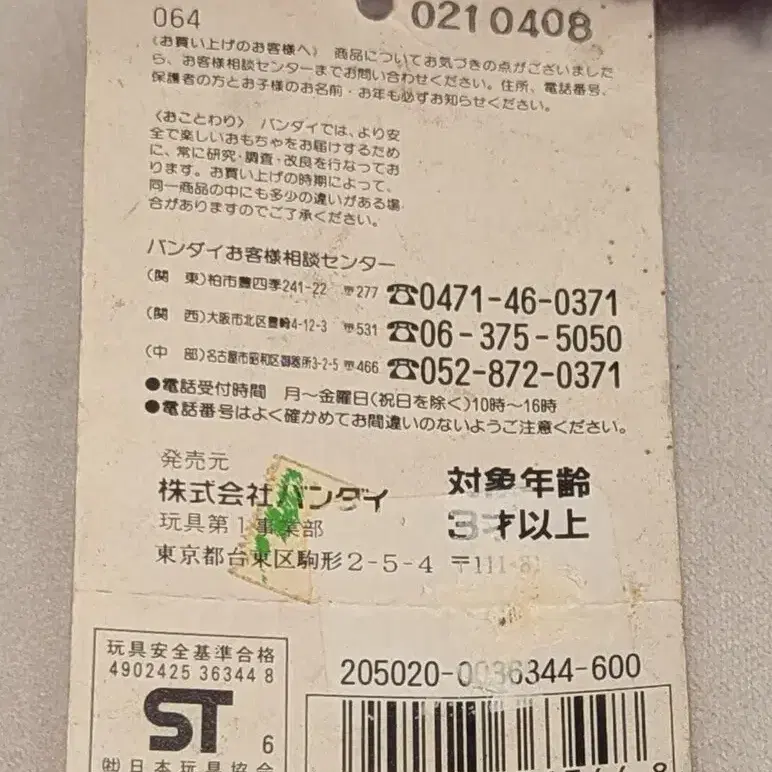 064
0210408
〈お買い上げのお客様へ〉 商品についてお気づきの点がございました
ら、お客様相談センターまでお問い合わせください。住所、電話番号、
保護者の方とお子様のお名前・お年も必ずお知らせください。
〈おことわり〉 バンダイでは、より安
全で楽しいおもちゃをお届けするため
に、常に研究・調査・改良を行なってお
ります。お買い上げの時期によって、
同一商品の中にも多少の違いがある場
合がありますのでご了承ください。
バンダイお客様相談センター
(関 東)柏市豊四季241-22 〒277 ☎0471-46-0371
(関 西)大阪市北区豊崎4-12-3 〒531 ☎06-375-5050
(中 部)名古屋市昭和区御器所3-2-5 〒466 ☎052-872-0371
●電話受付時間 月～金曜日(祝日を除く)10時～16時
●電話番号はよく確かめてお間違いのないようご注意ください。
発売元
株式会社バンダイ
玩具第1事業部
東京都台東区駒形2-5-4 〒111-81
対象年齢
3才以上
玩具安全基準合格
4902425 36344 8
ST 6
㈳日本玩具協会
205020-0036344-600